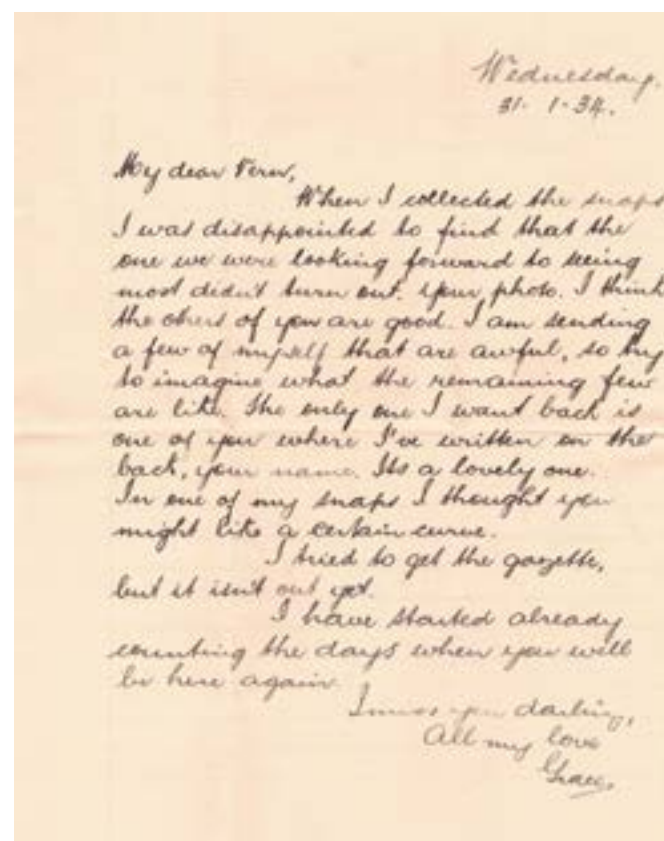 Wednesday.
31. 1. 34.
My dear Vern,
When I collected the snaps
I was disappointed to find that the
one we were looking forward to seeing
most didn't turn out. Your photo. I think
the others of you are good. I am sending
a few of myself that are awful, so try
to imagine what the remaining few
are like. The only one I want back is
one of you where I've written on the
back, your name. Its a lovely one.
In one of my snaps I thought you
might like a certain curve.
I tried to get the gazette,
but it isn't out yet.
I have started already
counting the days when you will
be here again.
I miss you darling,
All my love
Grace.